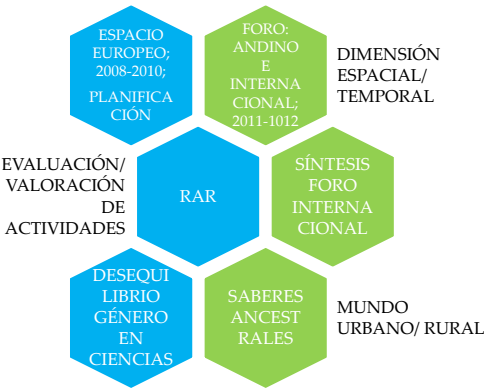 ESPACIO
EUROPEO;
2008-2010;
PLANIFICA
CIÓN
FORO:
ANDINO
E
INTERNA
CIONAL;
2011-1012
DIMENSIÓN
ESPACIAL/
TEMPORAL
EVALUACIÓN/
VALORACIÓN
DE
ACTIVIDADES
RAR
SÍNTESIS
FORO
INTERNA
CIONAL
DESEQUI
LIBRIO
GÉNERO
EN
CIENCIAS
SABERES
ANCEST
RALES
MUNDO
URBANO/ RURAL